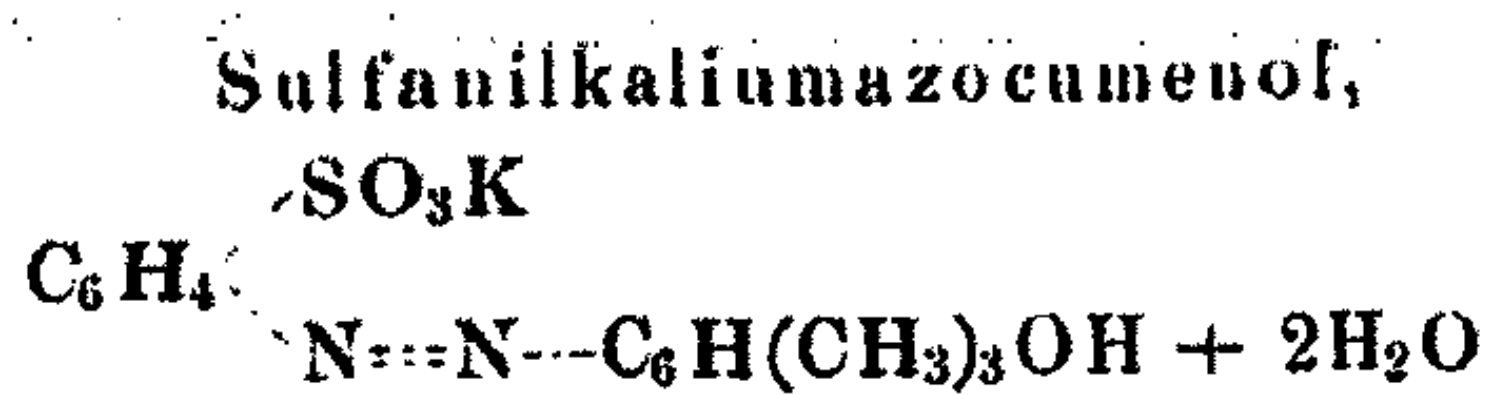 Sulfanilkaliumazocumenol,
SO₃K
C₆H₄
N===N---C₆H(CH₃)₃OH + 2H₂O